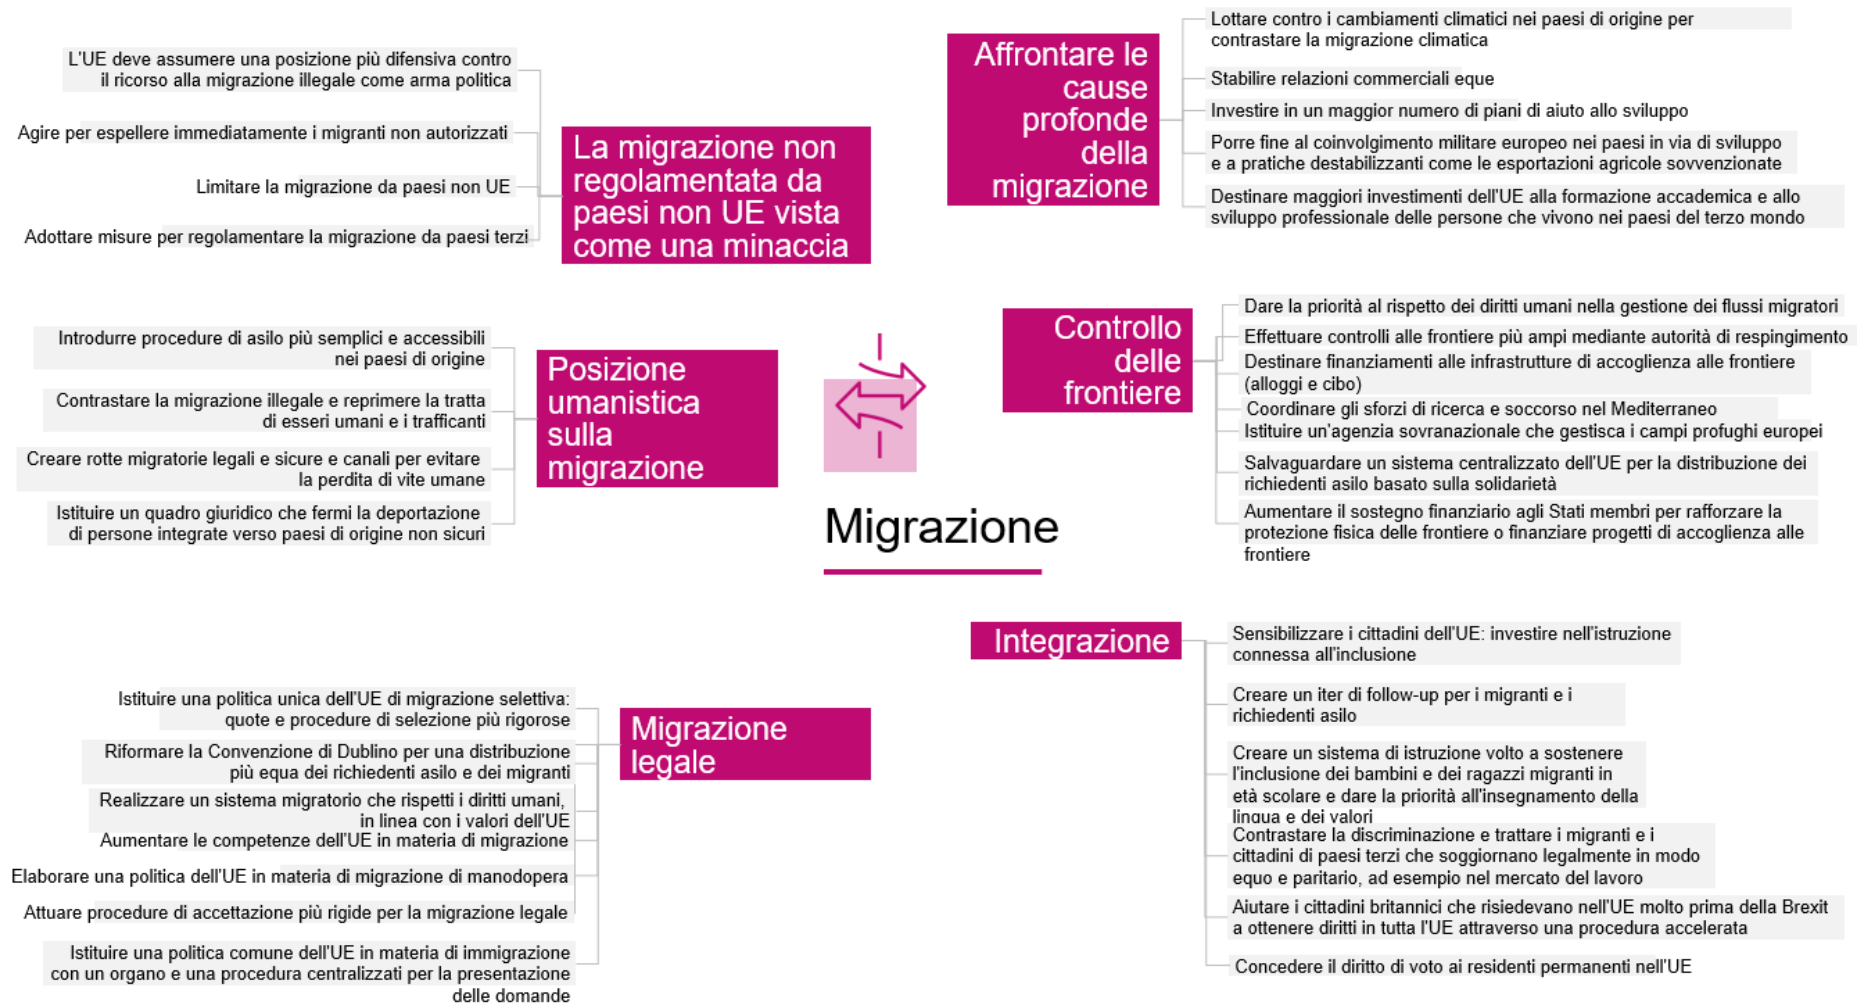 L'UE deve assumere una posizione più difensiva contro
il ricorso alla migrazione illegale come arma politica
Agire per espellere immediatamente i migranti non autorizzati
Limitare la migrazione da paesi non UE
Adottare misure per regolamentare la migrazione da paesi terzi
La migrazione non
regolamentata da
paesi non UE vista
come una minaccia
Introdurre procedure di asilo più semplici e accessibili
nei paesi di origine
Contrastare la migrazione illegale e reprimere la tratta
di esseri umani e i trafficanti
Creare rotte migratorie legali e sicure e canali per evitare
la perdita di vite umane
Istituire un quadro giuridico che fermi la deportazione
di persone integrate verso paesi di origine non sicuri
Posizione
umanistica
sulla
migrazione
Istituire una politica unica dell'UE di migrazione selettiva:
quote e procedure di selezione più rigorose
Riformare la Convenzione di Dublino per una distribuzione
più equa dei richiedenti asilo e dei migranti
Realizzare un sistema migratorio che rispetti i diritti umani,
in linea con i valori dell'UE
Aumentare le competenze dell'UE in materia di migrazione
Elaborare una politica dell'UE in materia di migrazione di manodopera
Attuare procedure di accettazione più rigide per la migrazione legale
Istituire una politica comune dell'UE in materia di immigrazione
con un organo e una procedura centralizzati per la presentazione
delle domande
Migrazione
legale
Migrazione
Affrontare le
cause
profonde
della
migrazione
Lottare contro i cambiamenti climatici nei paesi di origine per
contrastare la migrazione climatica
Stabilire relazioni commerciali eque
Investire in un maggior numero di piani di aiuto allo sviluppo
Porre fine al coinvolgimento militare europeo nei paesi in via di sviluppo
e a pratiche destabilizzanti come le esportazioni agricole sovvenzionate
Destinare maggiori investimenti dell'UE alla formazione accademica e allo
sviluppo professionale delle persone che vivono nei paesi del terzo mondo
Controllo
delle
frontiere
Dare la priorità al rispetto dei diritti umani nella gestione dei flussi migratori
Effettuare controlli alle frontiere più ampi mediante autorità di respingimento
Destinare finanziamenti alle infrastrutture di accoglienza alle frontiere
(alloggi e cibo)
Coordinare gli sforzi di ricerca e soccorso nel Mediterraneo
Istituire un'agenzia sovranazionale che gestisca i campi profughi europei
Salvaguardare un sistema centralizzato dell'UE per la distribuzione dei
richiedenti asilo basato sulla solidarietà
Aumentare il sostegno finanziario agli Stati membri per rafforzare la
protezione fisica delle frontiere o finanziare progetti di accoglienza alle
frontiere
Integrazione
Sensibilizzare i cittadini dell'UE: investire nell'istruzione
connessa all'inclusione
Creare un iter di follow-up per i migranti e i
richiedenti asilo
Creare un sistema di istruzione volto a sostenere
l'inclusione dei bambini e dei ragazzi migranti in
età scolare e dare la priorità all'insegnamento della
lingua e dei valori
Contrastare la discriminazione e trattare i migranti e i
cittadini di paesi terzi che soggiornano legalmente in modo
equo e paritario, ad esempio nel mercato del lavoro
Aiutare i cittadini britannici che risiedevano nell'UE molto prima della Brexit
a ottenere diritti in tutta l'UE attraverso una procedura accelerata
Concedere il diritto di voto ai residenti permanenti nell'UE